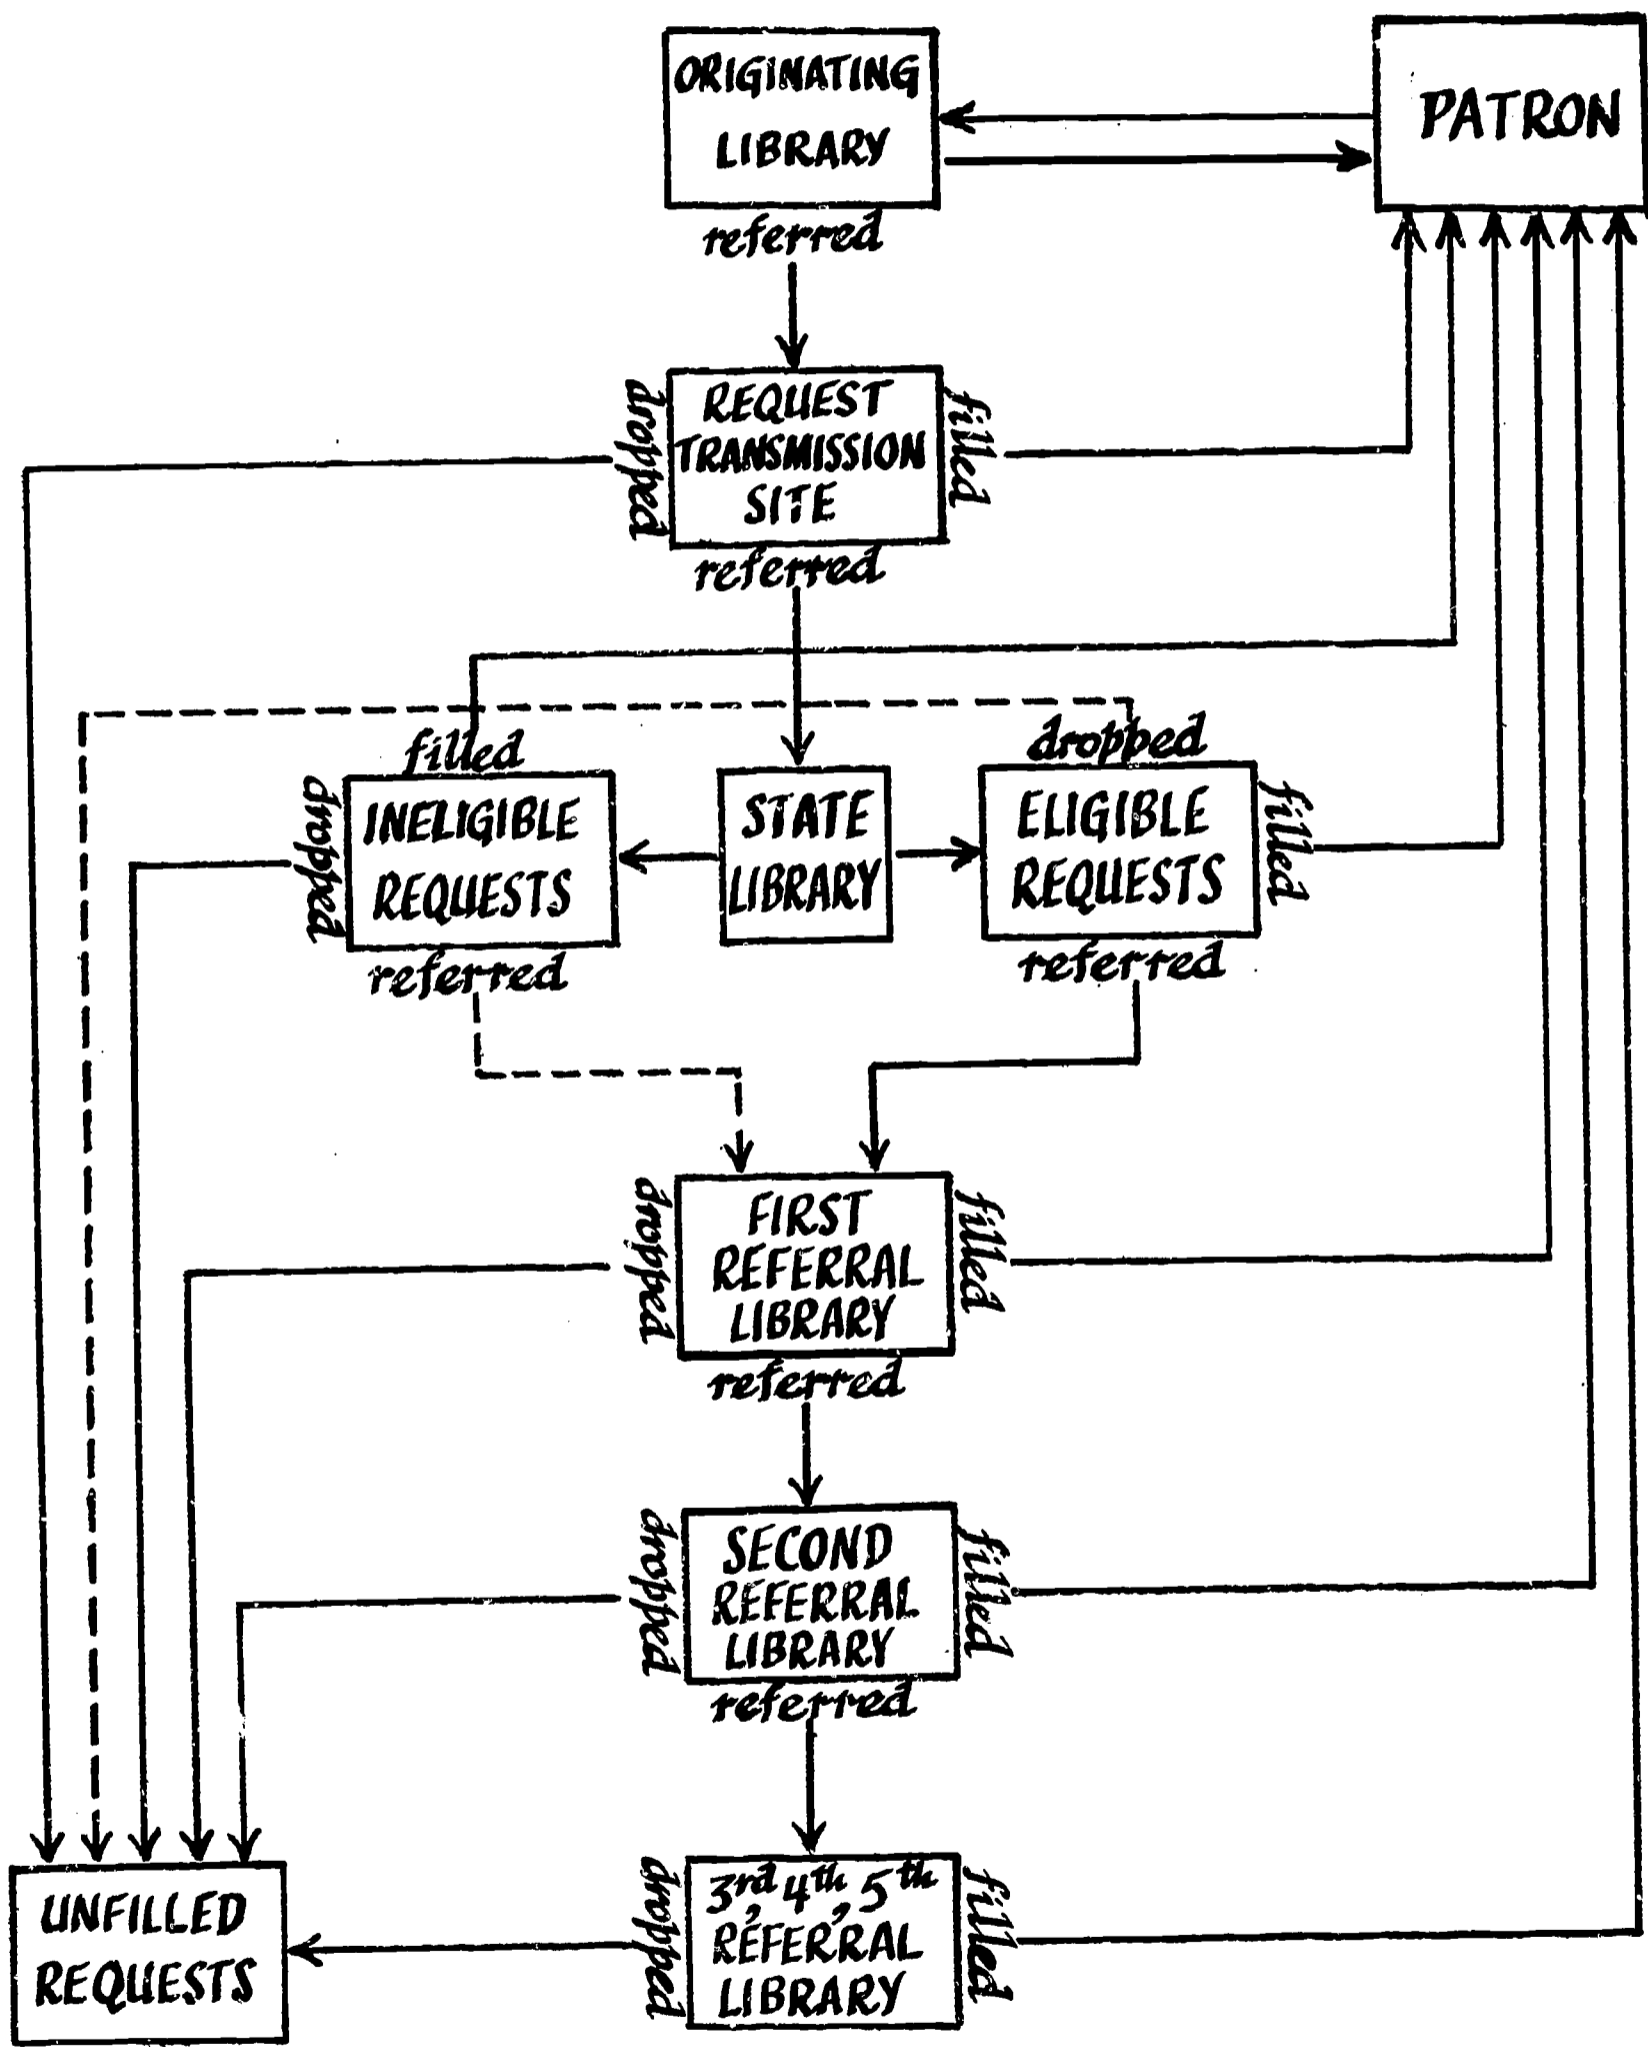 ORIGINATING
LIBRARY
PATRON
referred
dropped
REQUEST
TRANSMISSION
SITE
filled
referred
filled
dropped
dropped
INELIGIBLE
REQUESTS
STATE
LIBRARY
ELIGIBLE
REQUESTS
filled
referred
referred
dropped
FIRST
REFERRAL
LIBRARY
filled
referred
dropped
SECOND
REFERRAL
LIBRARY
filled
referred
UNFILLED
REQUESTS
dropped
3rd, 4th, 5th
REFERRAL
LIBRARY
filled